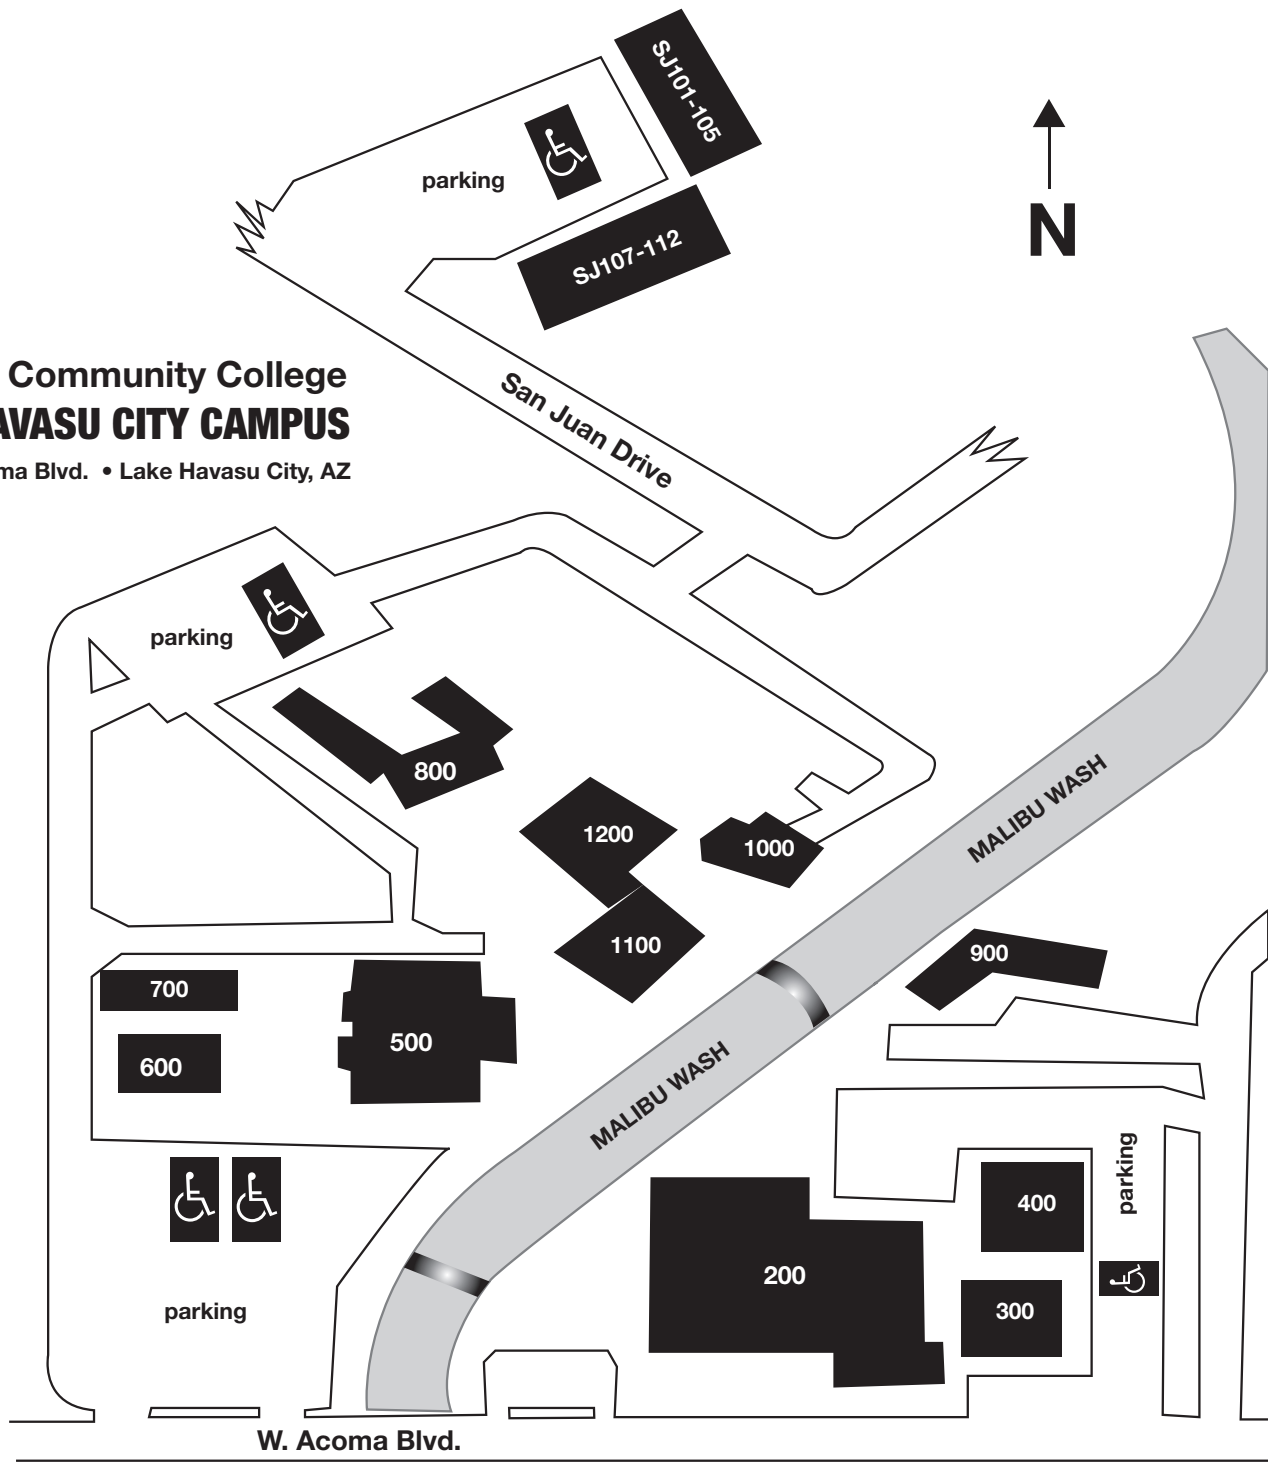 SJ101-105
parking
N
SJ107-112
Community College
AVASU CITY CAMPUS
ma Blvd. • Lake Havasu City, AZ
San Juan Drive
parking
800
MALIBU WASH
1200
1000
1100
900
700
500
600
MALIBU WASH
parking
400
200
300
parking
W. Acoma Blvd.